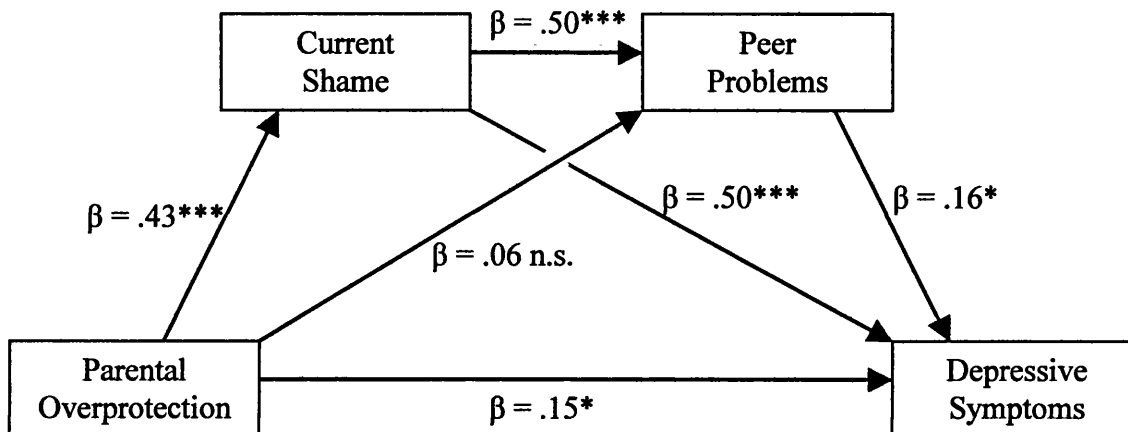 β = .50***
Current
Shame
Peer
Problems
β = .43***
β = .50***
β = .16*
β = .06 n.s.
Parental
Overprotection
β = .15*
Depressive
Symptoms